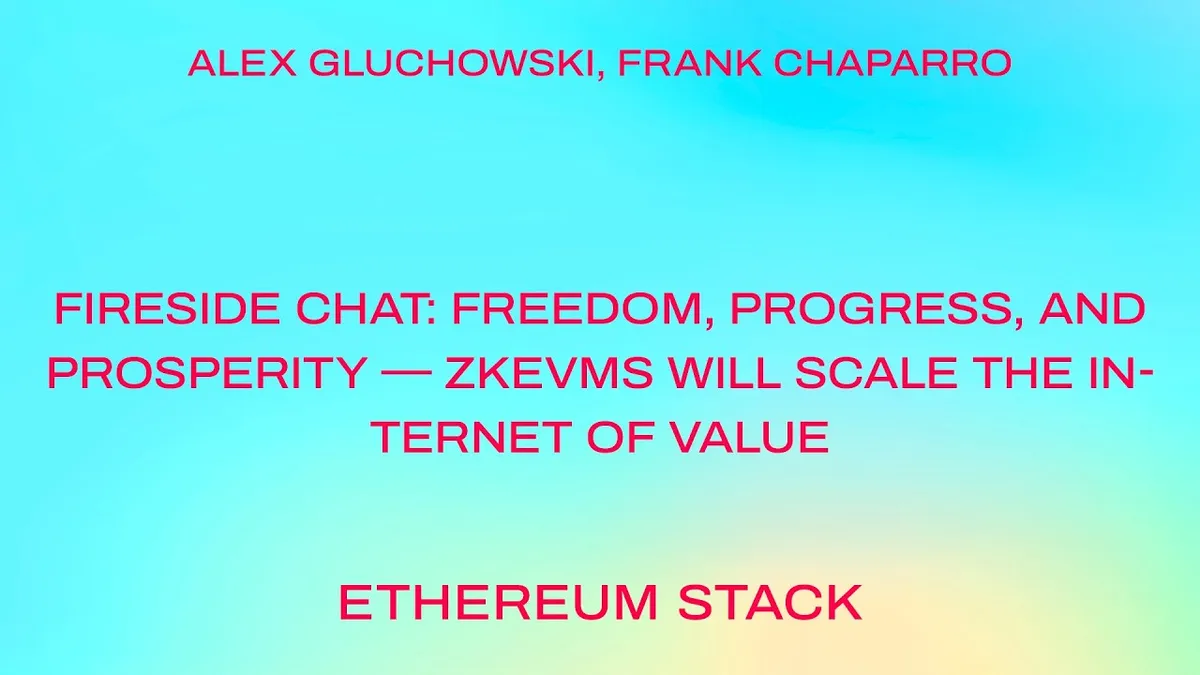 ALEX GLUCHOWSKI, FRANK CHAPARRO
FIRESIDE CHAT: FREEDOM, PROGRESS, AND
PROSPERITY — ZKEVMS WILL SCALE THE IN-
TERNET OF VALUE
ETHEREUM STACK